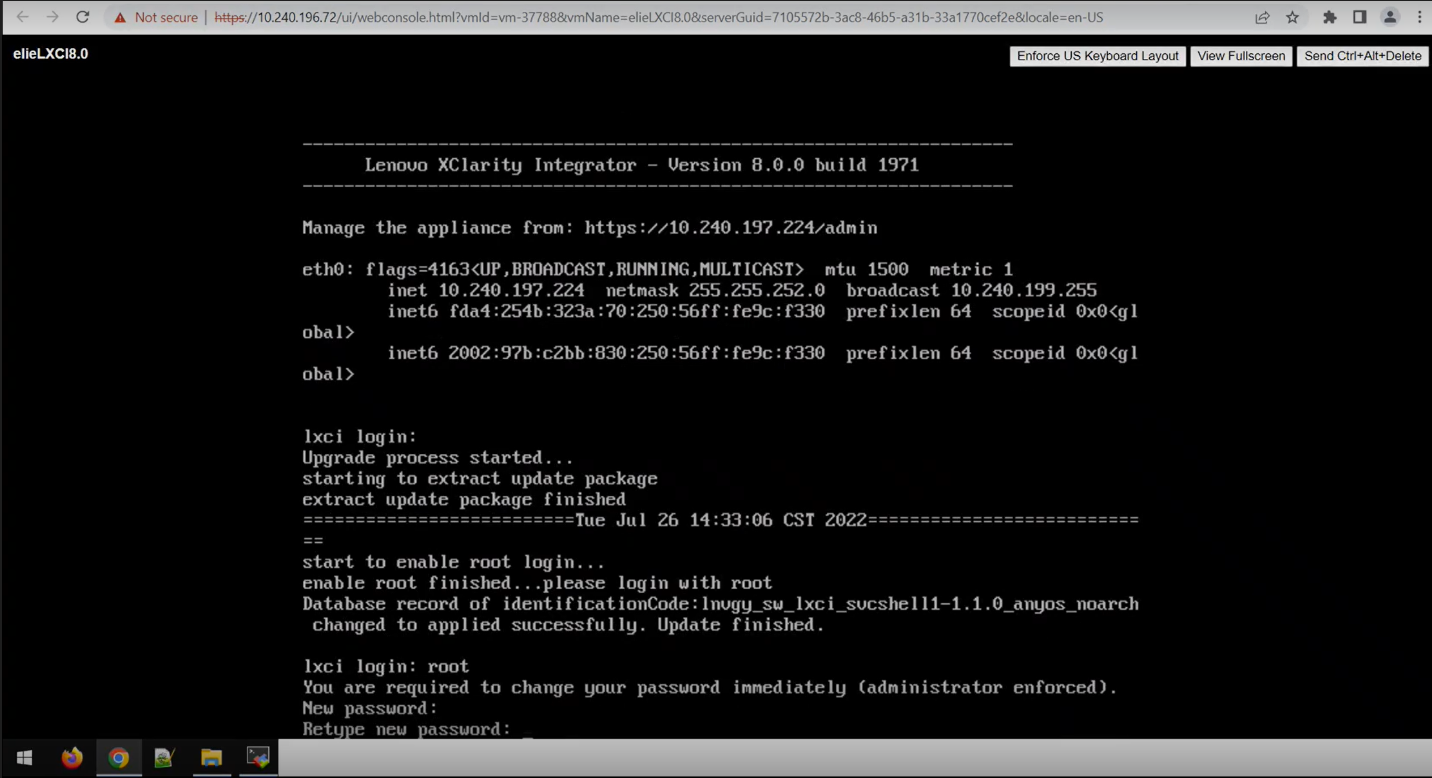 Not secure | https://10.240.196.72/ui/webconsole.html?vmId=vm-37788&vmName=elieLXCI8.0&serverGuid=7105572b-3ac8-46b5-a31b-33a1770cef2e&locale=en-US
elieLXCI8.0
Enforce US Keyboard Layout View Fullscreen Send Ctrl+Alt+Delete
--------------------------------------------------------------------
Lenovo XClarity Integrator - Version 8.0.0 build 1971
--------------------------------------------------------------------
Manage the appliance from: https://10.240.197.224/admin
eth0: flags=4163<UP,BROADCAST,RUNNING,MULTICAST>  mtu 1500  metric 1
inet 10.240.197.224  netmask 255.255.252.0  broadcast 10.240.199.255
inet6 fda4:254b:323a:70:250:56ff:fe9c:f330  prefixlen 64  scopeid 0x0<gl
obal>
inet6 2002:97b:c2bb:830:250:56ff:fe9c:f330  prefixlen 64  scopeid 0x0<gl
obal>
lxci login:
Upgrade process started...
starting to extract update package
extract update package finished
==========================Tue Jul 26 14:33:06 CST 2022==========================
==
start to enable root login...
enable root finished...please login with root
Database record of identificationCode:lnvgy_sw_lxci_svcshell1-1.1.0_anyos_noarch
changed to applied successfully. Update finished.
lxci login: root
You are required to change your password immediately (administrator enforced).
New password:
Retype new password: _